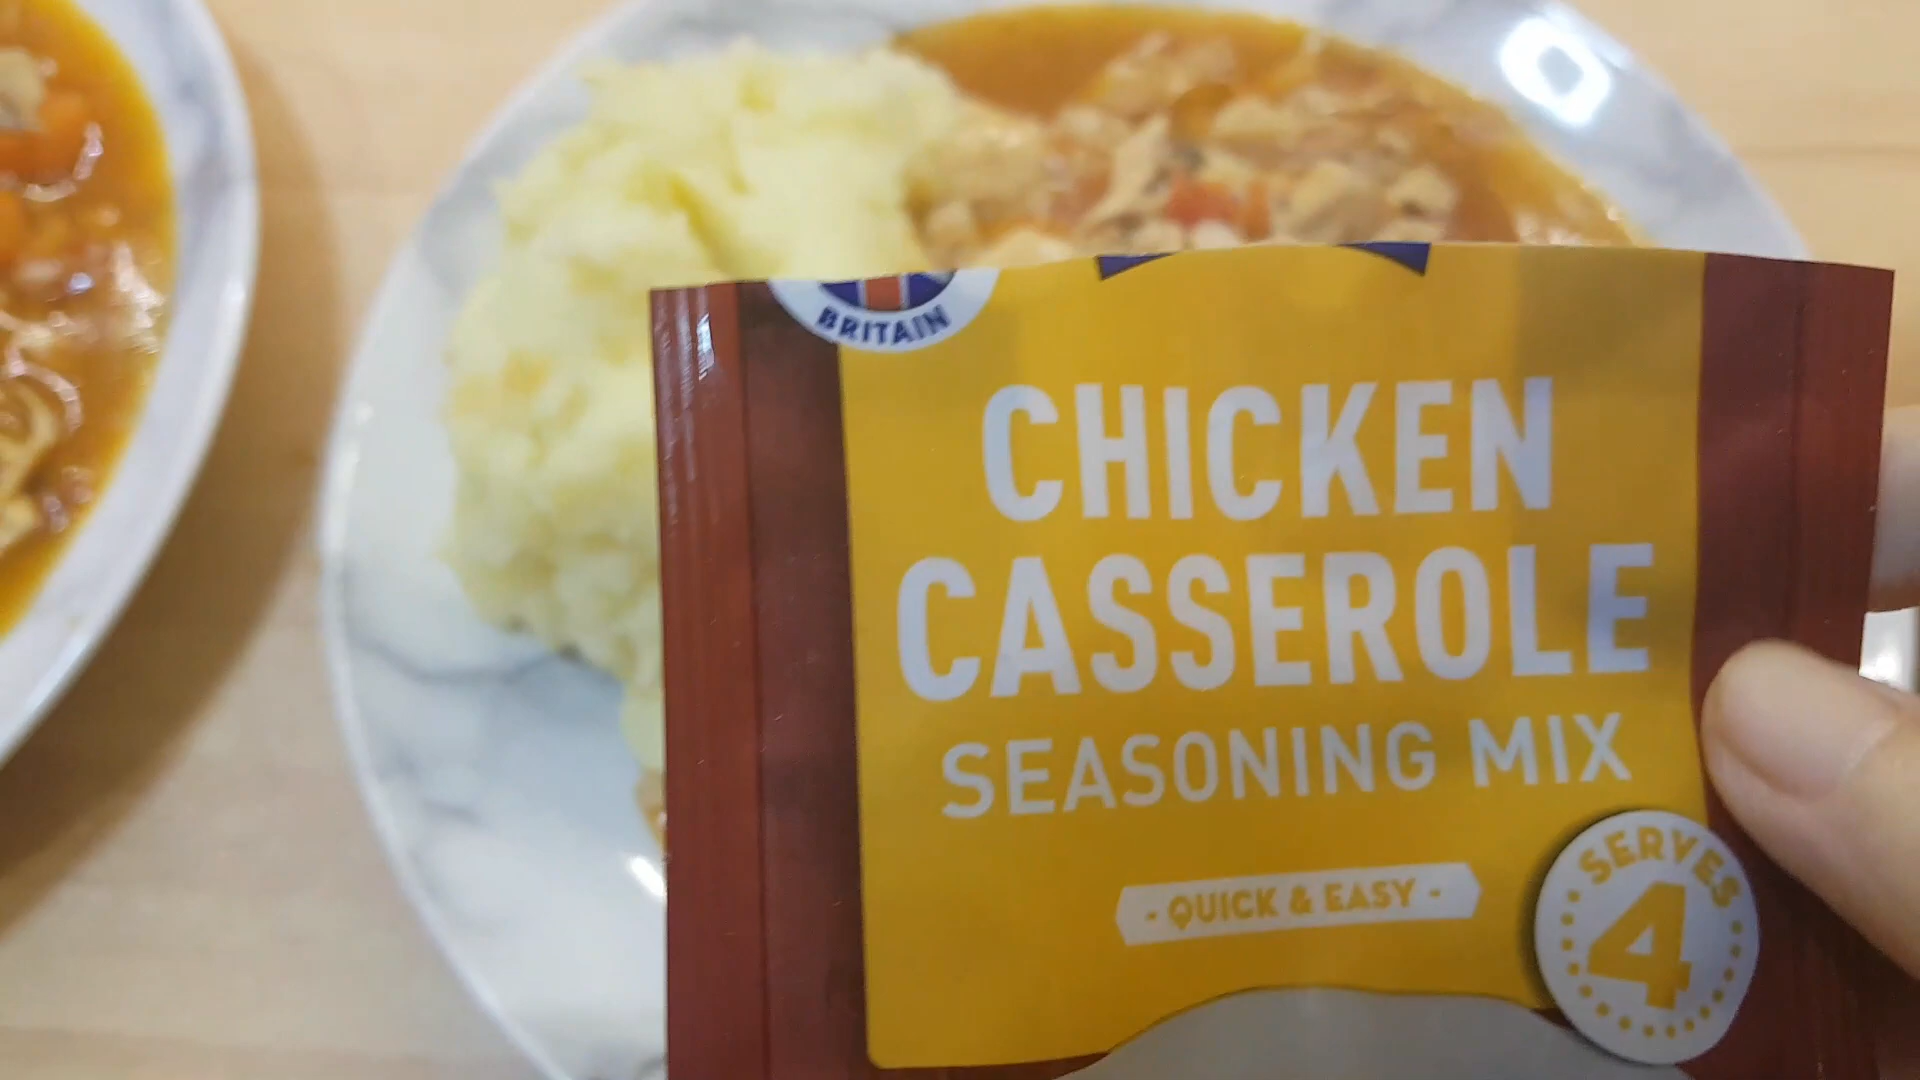 BRITAIN
CHICKEN
CASSEROLE
SEASONING MIX
- QUICK & EASY -
SERVES
4